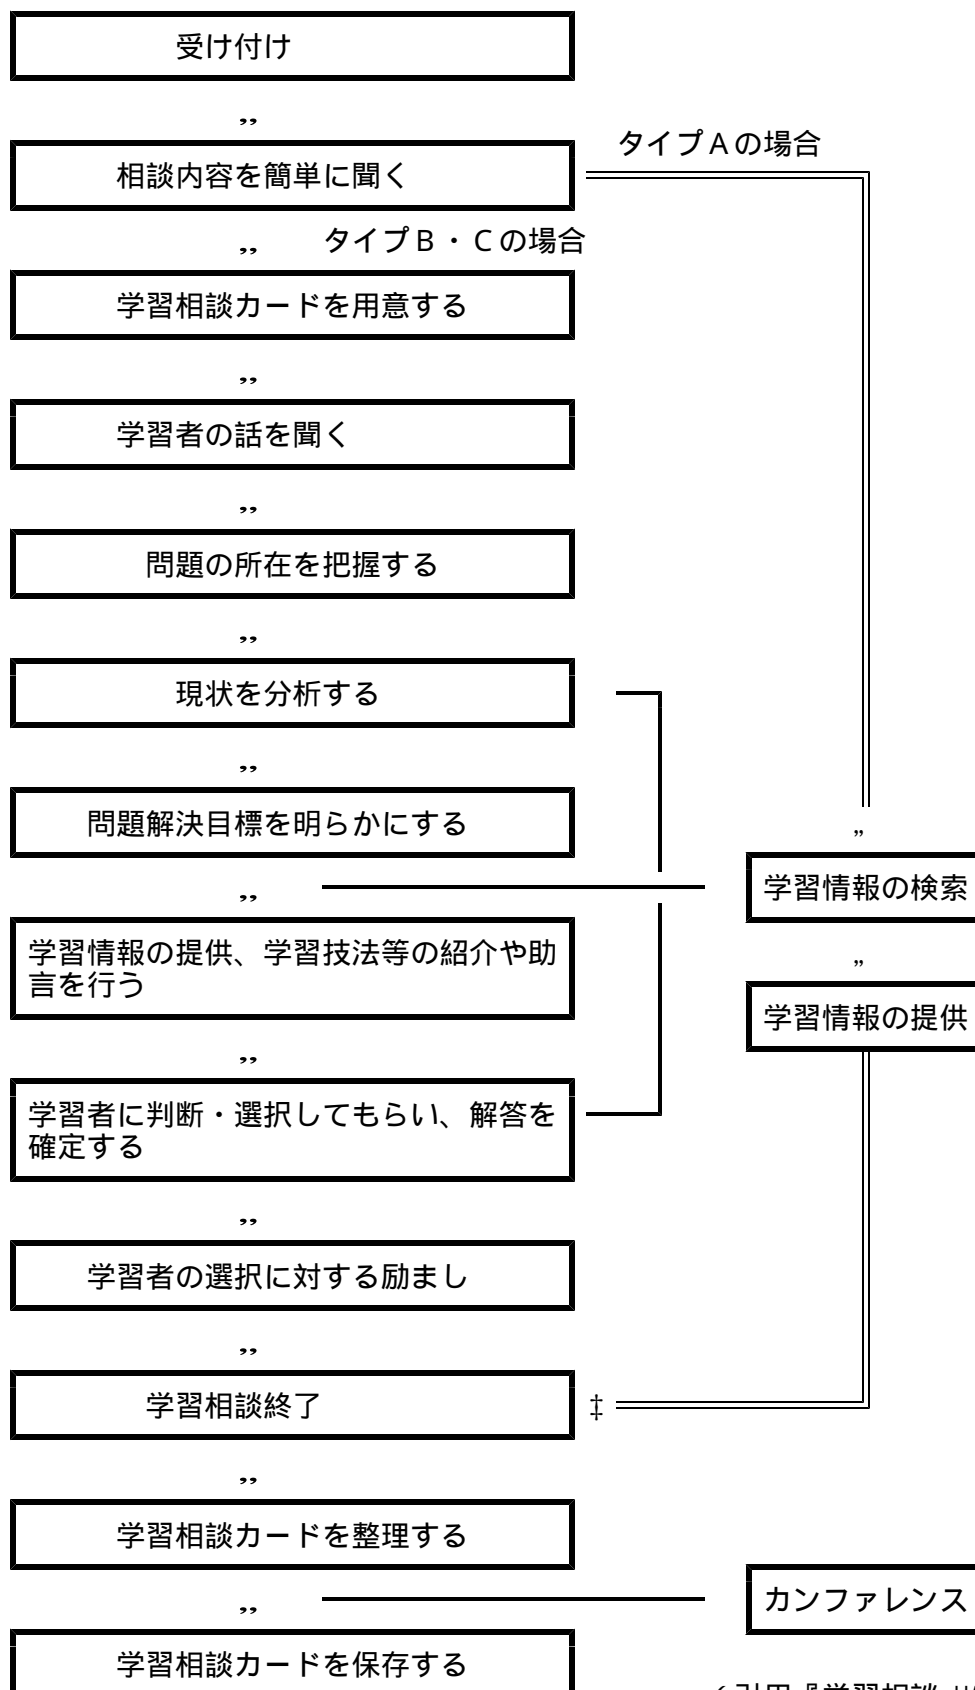 受け付け
,,
タイプAの場合
相談内容を簡単に聞く
,, タイプB・Cの場合
学習相談カードを用意する
,,
学習者の話を聞く
,,
問題の所在を把握する
,,
現状を分析する
,,
問題解決目標を明らかにする
„
学習情報の検索
,,
学習情報の提供、学習技法等の紹介や助
言を行う
„
学習情報の提供
,,
学習者に判断・選択してもらい、解答を
確定する
,,
学習者の選択に対する励まし
,,
学習相談終了 ‡
,,
学習相談カードを整理する
,,
カンファレンス
学習相談カードを保存する
（引用『学習相談